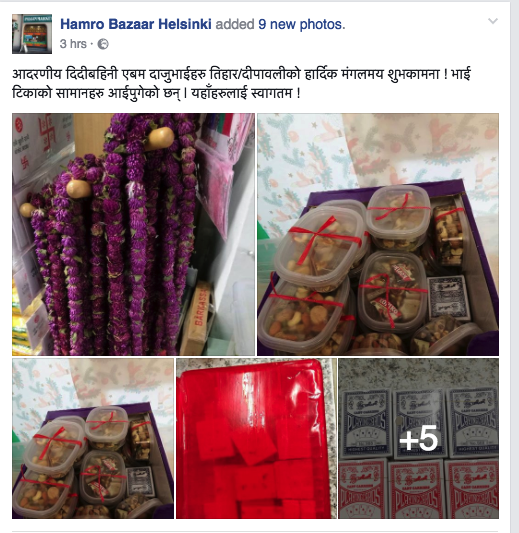 Hamro Bazaar Helsinki added 9 new photos.
3 hrs ·
आदरणीय दिदीबहिनी एबम दाजुभाईहरु तिहार/दीपावलीको हार्दिक मंगलमय शुभकामना ! भाई
टिकाको सामानहरु आईपुगेको छन् । यहाँहरुलाई स्वागतम !
+5